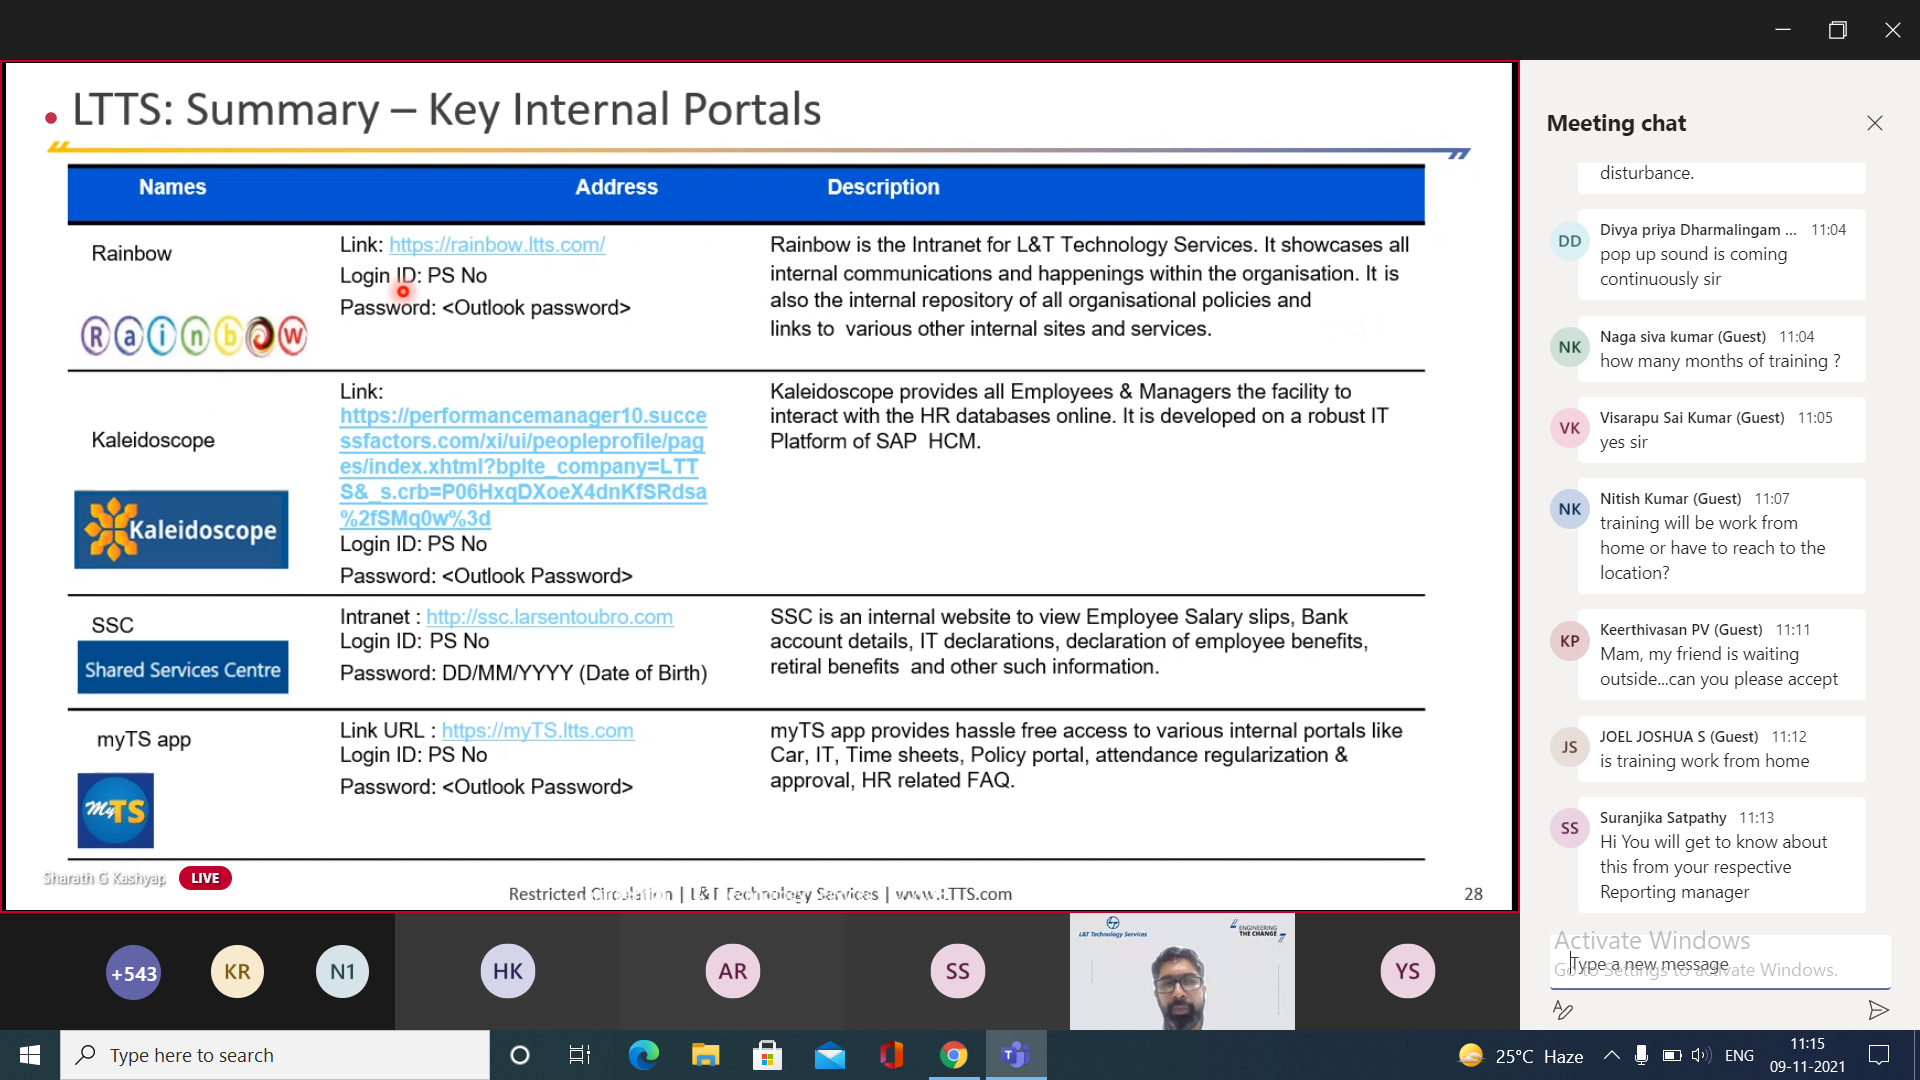 LTTS: Summary – Key Internal Portals
Names Address Description
Rainbow
Rainbow
Link: https://rainbow.ltts.com/
Login ID: PS No
Password: <Outlook password>
Rainbow is the Intranet for L&T Technology Services. It showcases all
internal communications and happenings within the organisation. It is
also the internal repository of all organisational policies and
links to various other internal sites and services.
Kaleidoscope
Kaleidoscope
Link:
https://performancemanager10.succe
ssfactors.com/xi/ui/peopleprofile/pag
es/index.xhtml?bplte_company=LTT
S&_s.crb=P06HxqDXoeX4dnKfSRdsa
%2fSMq0w%3d
Login ID: PS No
Password: <Outlook Password>
Kaleidoscope provides all Employees & Managers the facility to
interact with the HR databases online. It is developed on a robust IT
Platform of SAP HCM.
SSC
Shared Services Centre
Intranet : http://ssc.larsentoubro.com
Login ID: PS No
Password: DD/MM/YYYY (Date of Birth)
SSC is an internal website to view Employee Salary slips, Bank
account details, IT declarations, declaration of employee benefits,
retiral benefits and other such information.
myTS app
MyTS
Link URL : https://myTS.ltts.com
Login ID: PS No
Password: <Outlook Password>
myTS app provides hassle free access to various internal portals like
Car, IT, Time sheets, Policy portal, attendance regularization &
approval, HR related FAQ.
Sharath G Kashyap LIVE
Restricted Circulation | L&T Technology Services | www.LTTS.com
28
+543 KR N1 HK AR SS YS
L&T Technology Services
ENGINEERING
THE CHANGE
Meeting chat
disturbance.
DD
Divya priya Dharmalingam ... 11:04
pop up sound is coming
continuously sir
NK
Naga siva kumar (Guest) 11:04
how many months of training ?
VK
Visarapu Sai Kumar (Guest) 11:05
yes sir
NK
Nitish Kumar (Guest) 11:07
training will be work from
home or have to reach to the
location?
KP
Keerthivasan PV (Guest) 11:11
Mam, my friend is waiting
outside...can you please accept
JS
JOEL JOSHUA S (Guest) 11:12
is training work from home
SS
Suranjika Satpathy 11:13
Hi You will get to know about
this from your respective
Reporting manager
Activate Windows
Type a new message
Go to Settings to activate Windows.
Type here to search
25°C Haze
ENG
11:15
09-11-2021